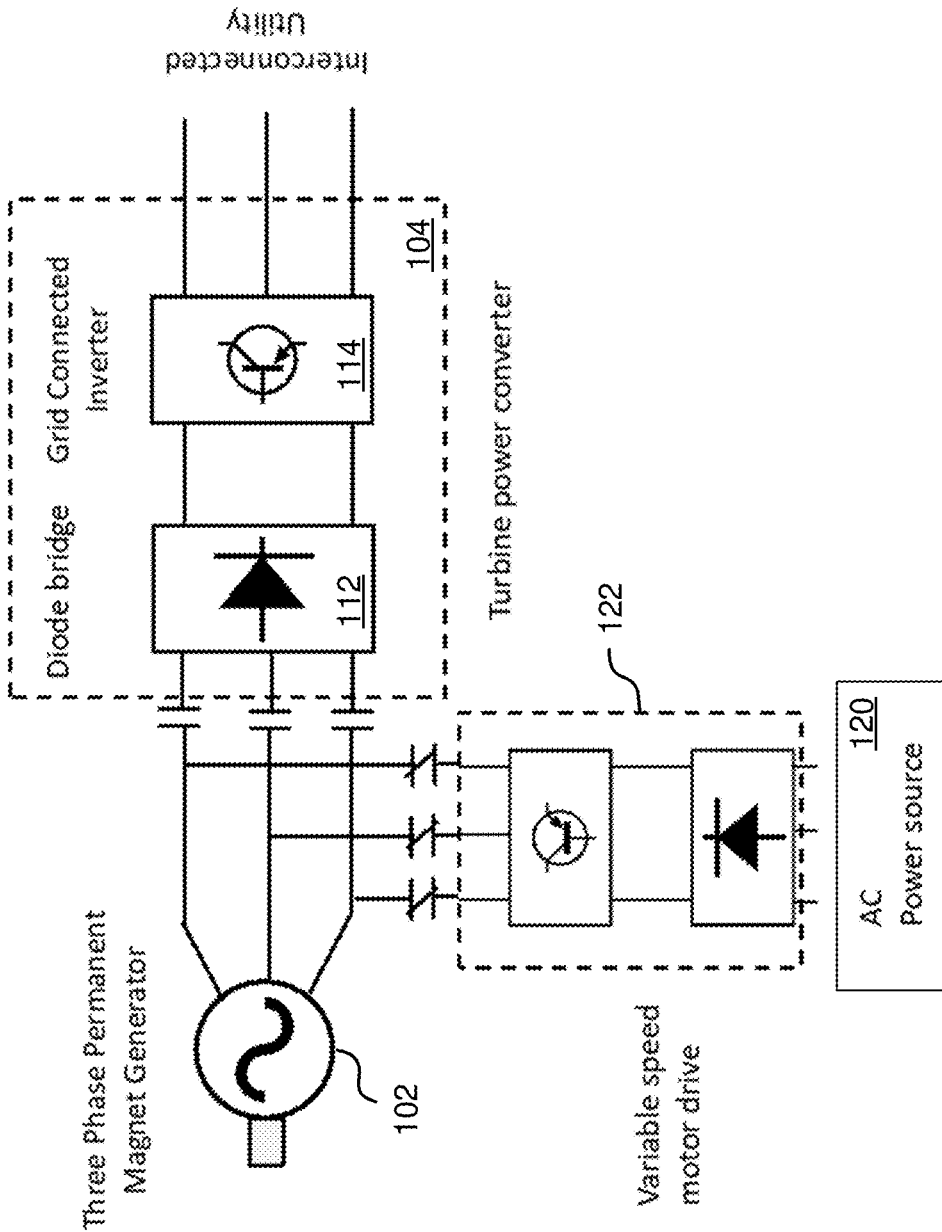 Three Phase Permanent
Magnet Generator
102
Diode bridge
112
Grid Connected
Inverter
114
104
Turbine power converter
Interconnected
Utility
122
Variable speed
motor drive
120
AC
Power source